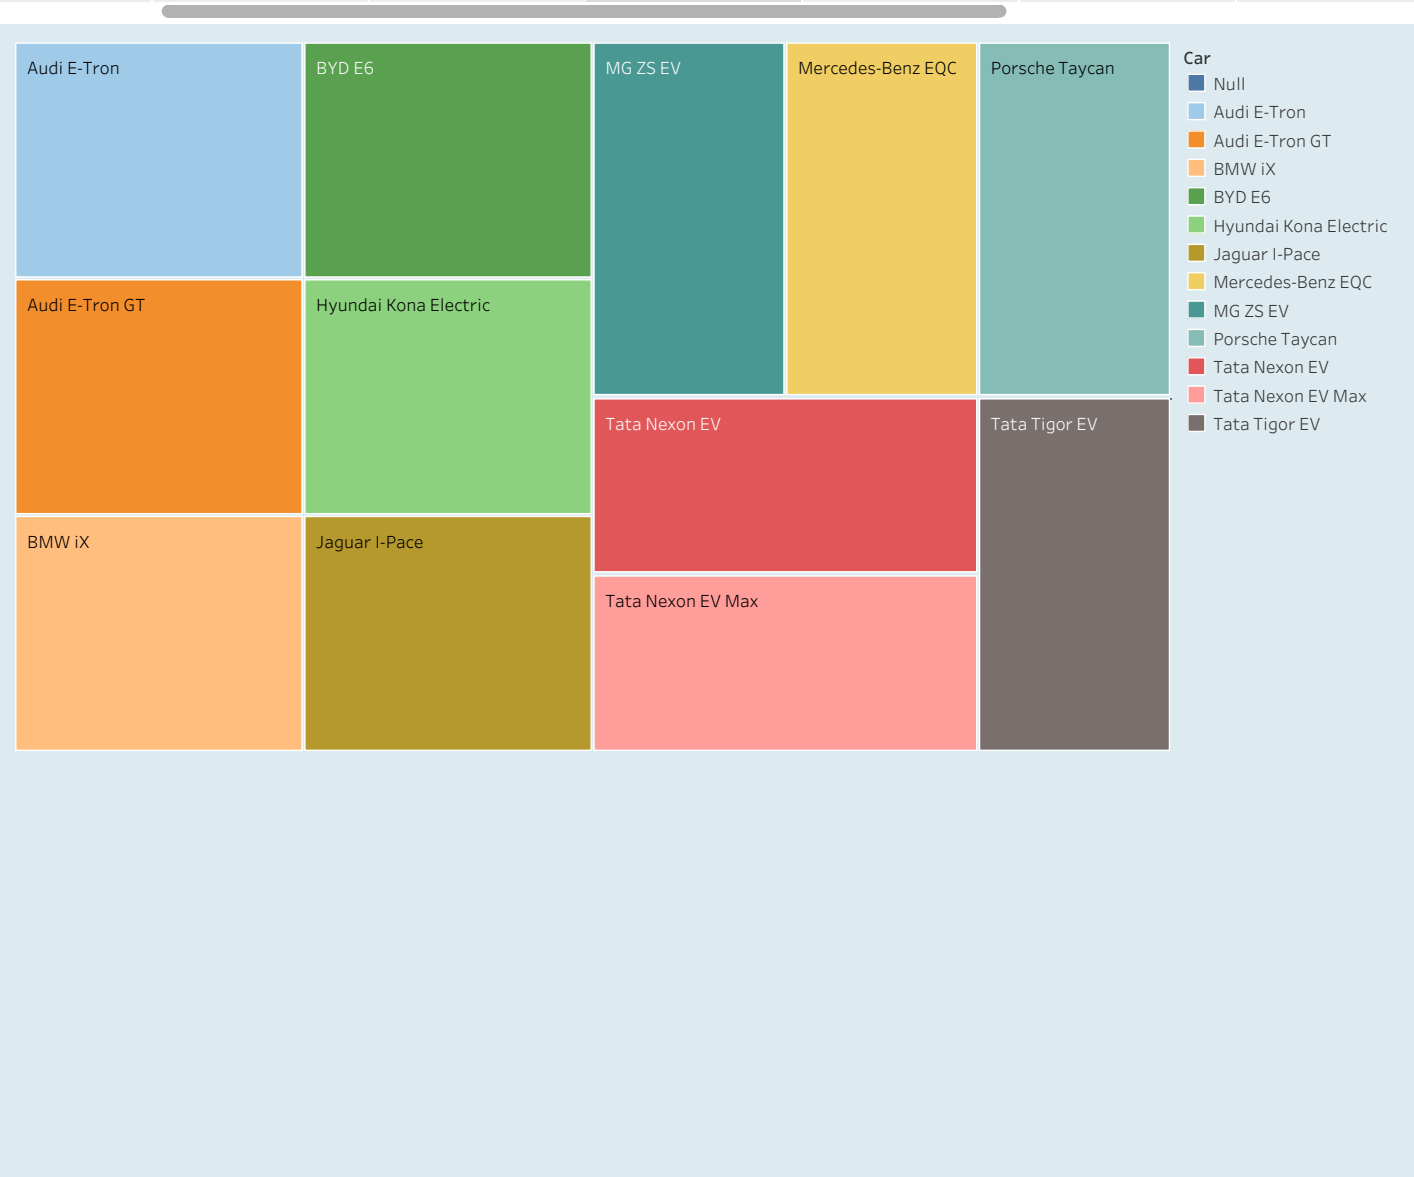 Audi E-Tron
BYD E6
MG ZS EV
Mercedes-Benz EQC
Porsche Taycan
Audi E-Tron GT
Hyundai Kona Electric
Tata Nexon EV
Tata Tigor EV
BMW iX
Jaguar I-Pace
Tata Nexon EV Max
Car
Null
Audi E-Tron
Audi E-Tron GT
BMW iX
BYD E6
Hyundai Kona Electric
Jaguar I-Pace
Mercedes-Benz EQC
MG ZS EV
Porsche Taycan
Tata Nexon EV
Tata Nexon EV Max
Tata Tigor EV